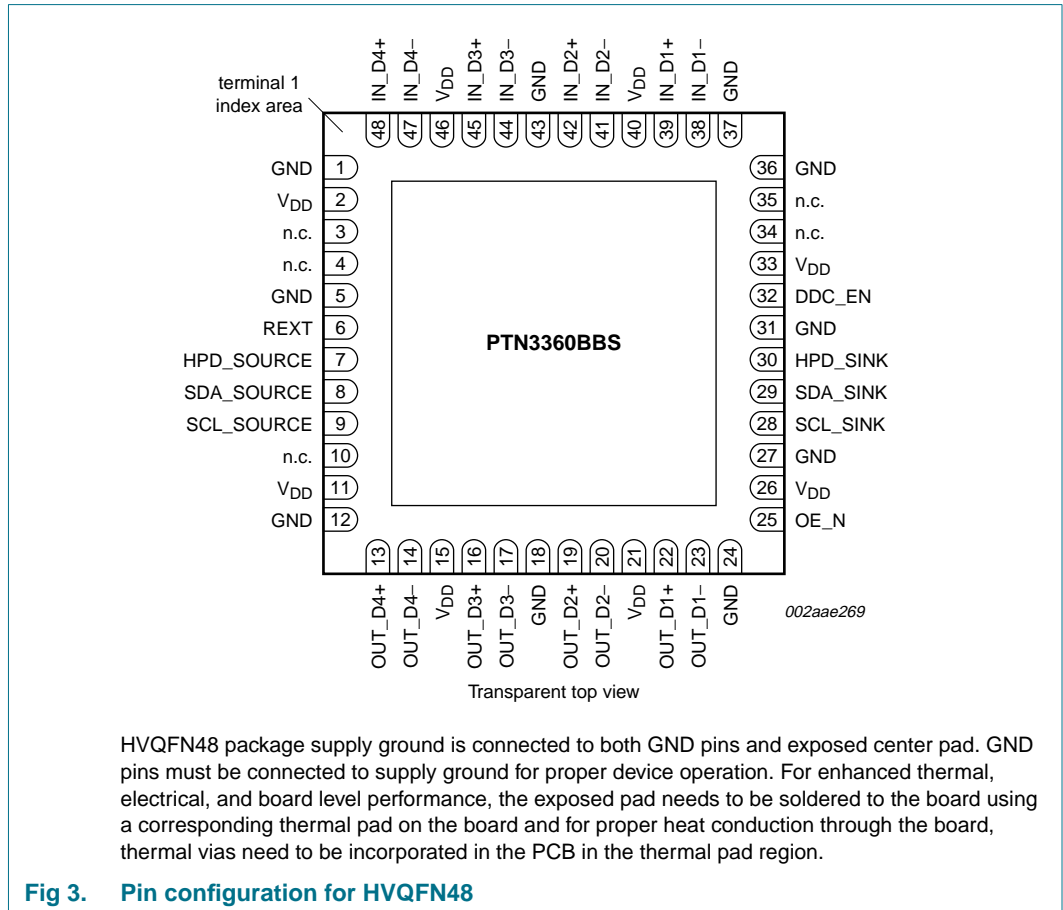 IN_D4+
IN_D4−
VDD
IN_D3+
IN_D3−
GND
IN_D2+
IN_D2−
VDD
IN_D1+
IN_D1−
GND
terminal 1
index area
48 47 46 45 44 43 42 41 40 39 38 37
GND 1
VDD 2
n.c. 3
n.c. 4
GND 5
REXT 6
HPD_SOURCE 7
SDA_SOURCE 8
SCL_SOURCE 9
n.c. 10
VDD 11
GND 12
PTN3360BBS
36 GND
35 n.c.
34 n.c.
33 VDD
32 DDC_EN
31 GND
30 HPD_SINK
29 SDA_SINK
28 SCL_SINK
27 GND
26 VDD
25 OE_N
13 14 15 16 17 18 19 20 21 22 23 24
OUT_D4+
OUT_D4−
VDD
OUT_D3+
OUT_D3−
GND
OUT_D2+
OUT_D2−
VDD
OUT_D1+
OUT_D1−
GND
002aae269
Transparent top view
HVQFN48 package supply ground is connected to both GND pins and exposed center pad. GND
pins must be connected to supply ground for proper device operation. For enhanced thermal,
electrical, and board level performance, the exposed pad needs to be soldered to the board using
a corresponding thermal pad on the board and for proper heat conduction through the board,
thermal vias need to be incorporated in the PCB in the thermal pad region.
Fig 3. Pin configuration for HVQFN48